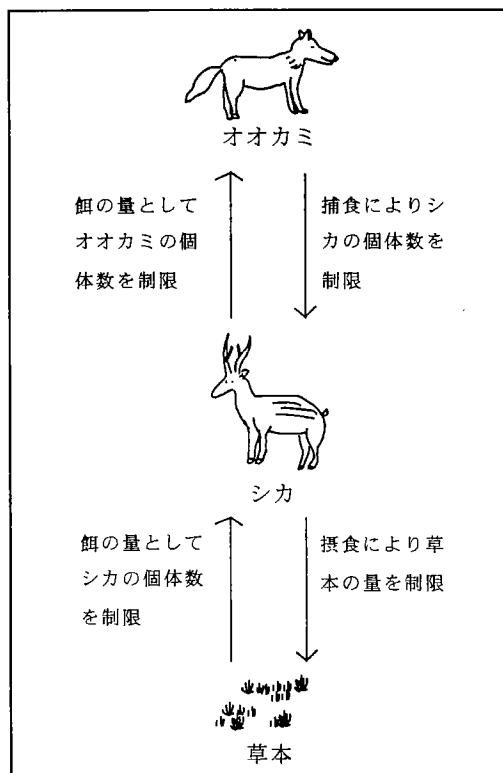 オオカミ
餌の量として
オオカミの個
体数を制限
捕食によりシ
カの個体数を
制限
シカ
餌の量として
シカの個体数
を制限
摂食により草
本の量を制限
草本